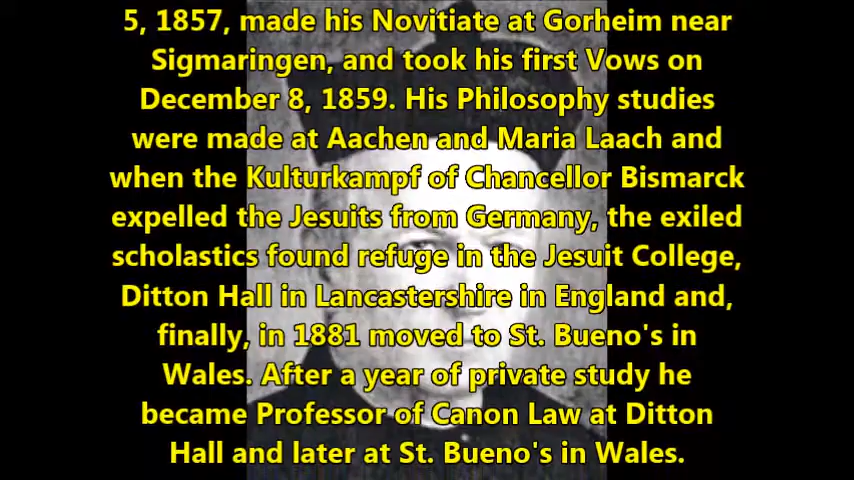 5, 1857, made his Novitiate at Gorheim near
Sigmaringen, and took his first Vows on
December 8, 1859. His Philosophy studies
were made at Aachen and Maria Laach and
when the Kulturkampf of Chancellor Bismarck
expelled the Jesuits from Germany, the exiled
scholastics found refuge in the Jesuit College,
Ditton Hall in Lancastershire in England and,
finally, in 1881 moved to St. Bueno's in
Wales. After a year of private study he
became Professor of Canon Law at Ditton
Hall and later at St. Bueno's in Wales.